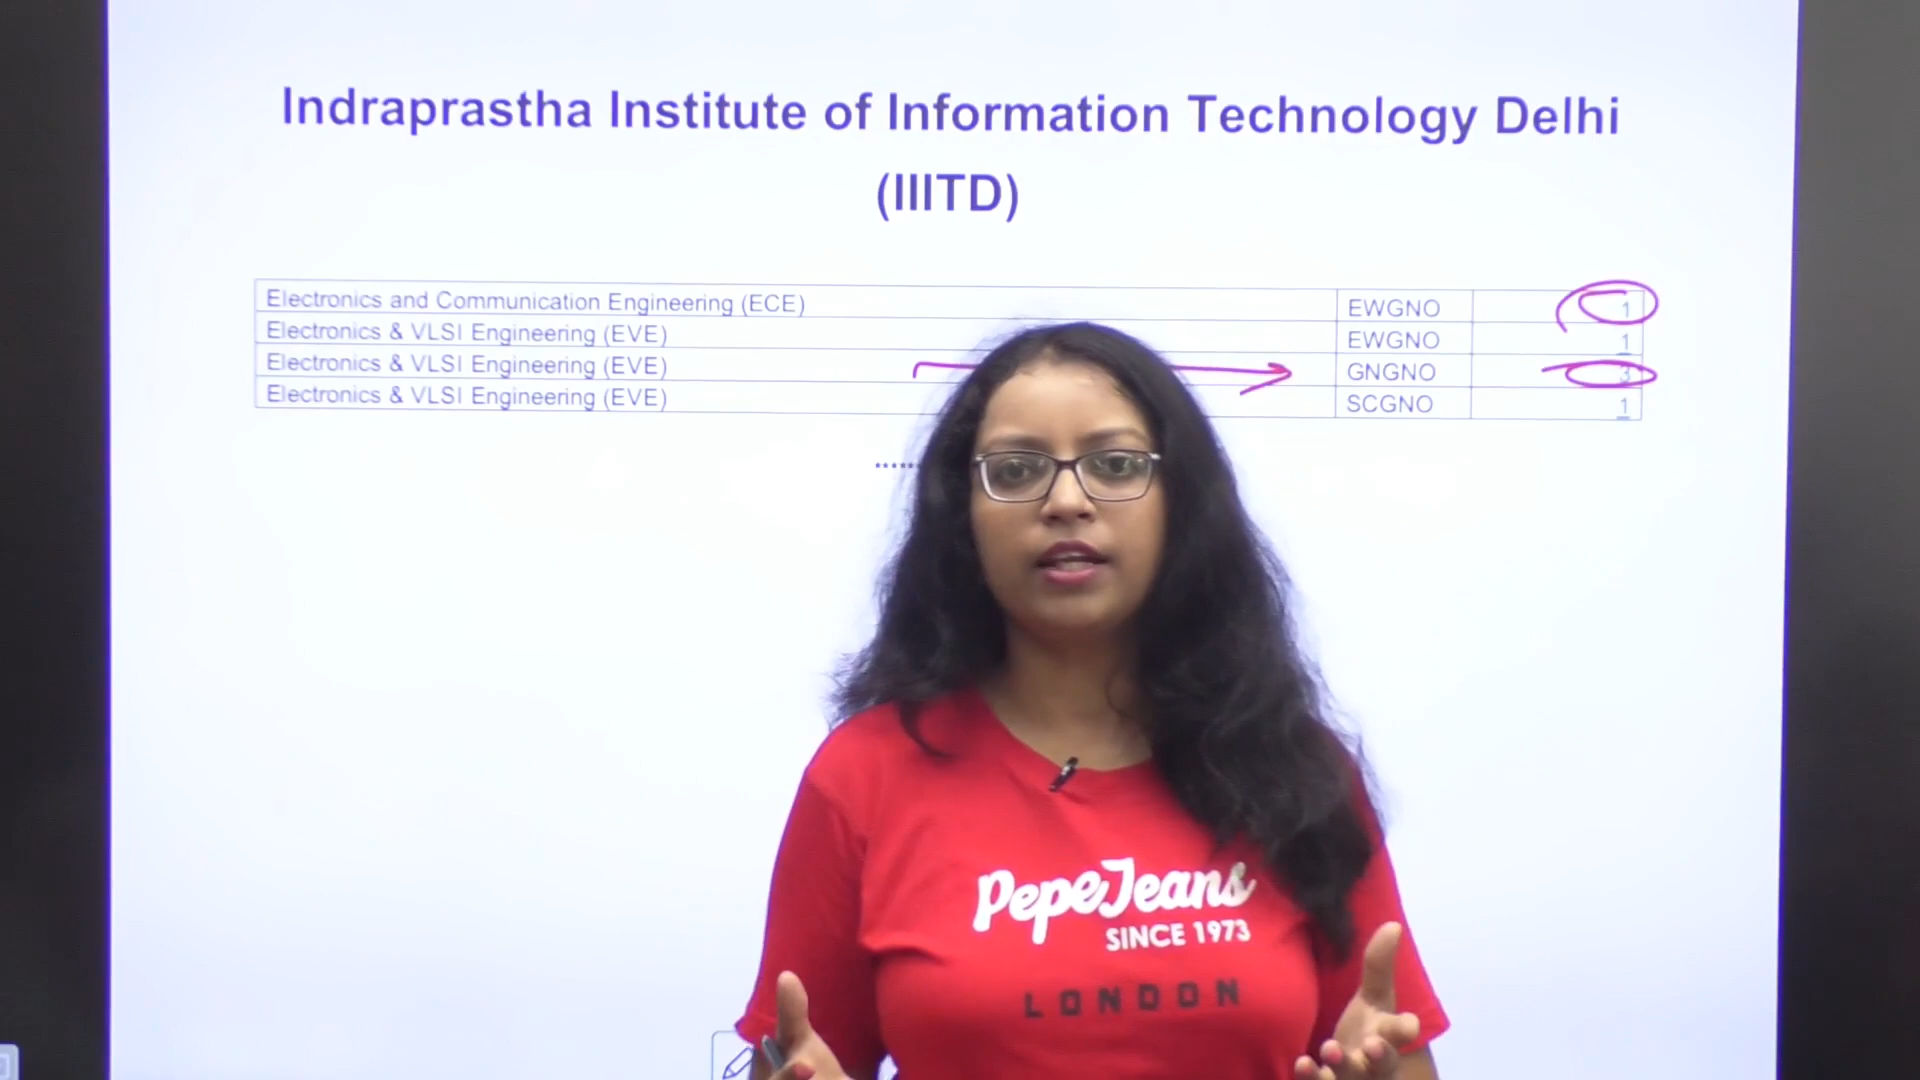 Indraprastha Institute of Information Technology Delhi
(IIITD)
Electronics and Communication Engineering (ECE) EWGNO 1
Electronics & VLSI Engineering (EVE) EWGNO 1
Electronics & VLSI Engineering (EVE) GNGNO 3
Electronics & VLSI Engineering (EVE) SCGNO 1
PepeJeans
SINCE 1973
LONDON